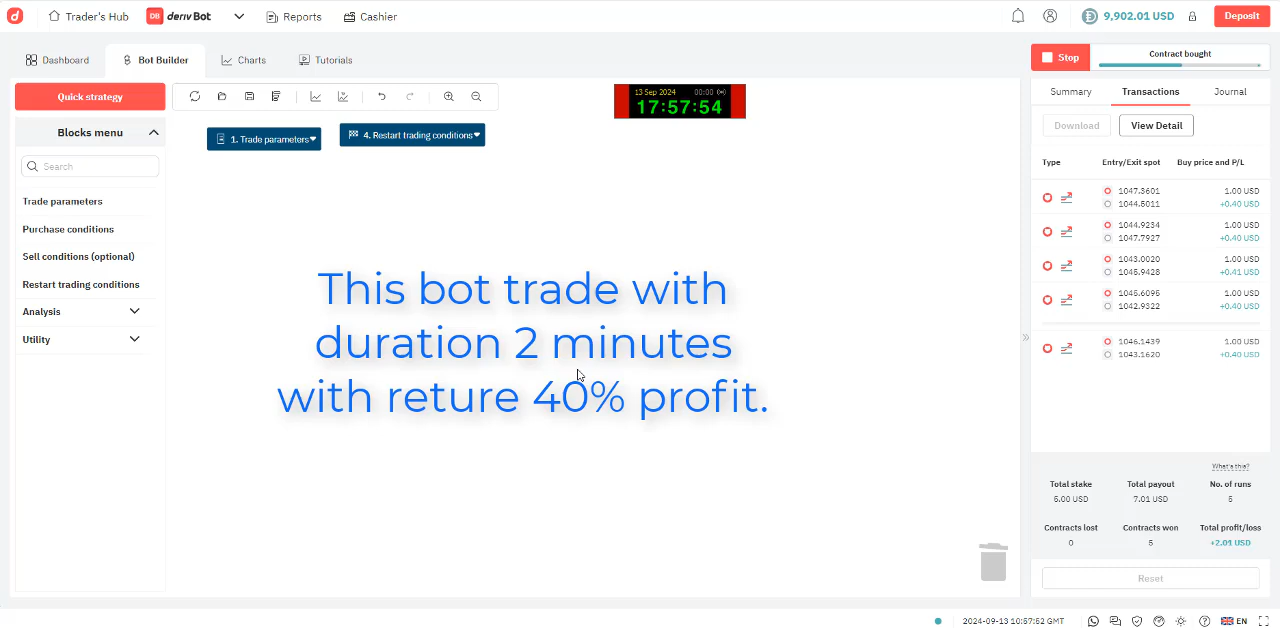 Trader's Hub
DB deriv Bot
Reports
Cashier
9,902.01 USD
Deposit
Dashboard
Bot Builder
Charts
Tutorials
Stop
Contract bought
Quick strategy
Blocks menu
Search
Trade parameters
Purchase conditions
Sell conditions (optional)
Restart trading conditions
Analysis
Utility
1. Trade parameters
4. Restart trading conditions
13 Sep 2024 00:00
17:57:54
This bot trade with
duration 2 minutes
with reture 40% profit.
Summary
Transactions
Journal
Download
View Detail
Type
Entry/Exit spot
Buy price and P/L
1047.3601 1.00 USD
1044.5011 +0.40 USD
1044.9234 1.00 USD
1047.7927 +0.40 USD
1043.0020 1.00 USD
1045.9428 +0.41 USD
1045.6095 1.00 USD
1042.9322 +0.40 USD
1046.1439 1.00 USD
1043.1620 +0.40 USD
What's this?
Total stake
Total payout
No. of runs
5.00 USD
7.01 USD
5
Contracts lost
Contracts won
Total profit/loss
0
5
+2.01 USD
Reset
2024-09-13 10:57:52 GMT
EN